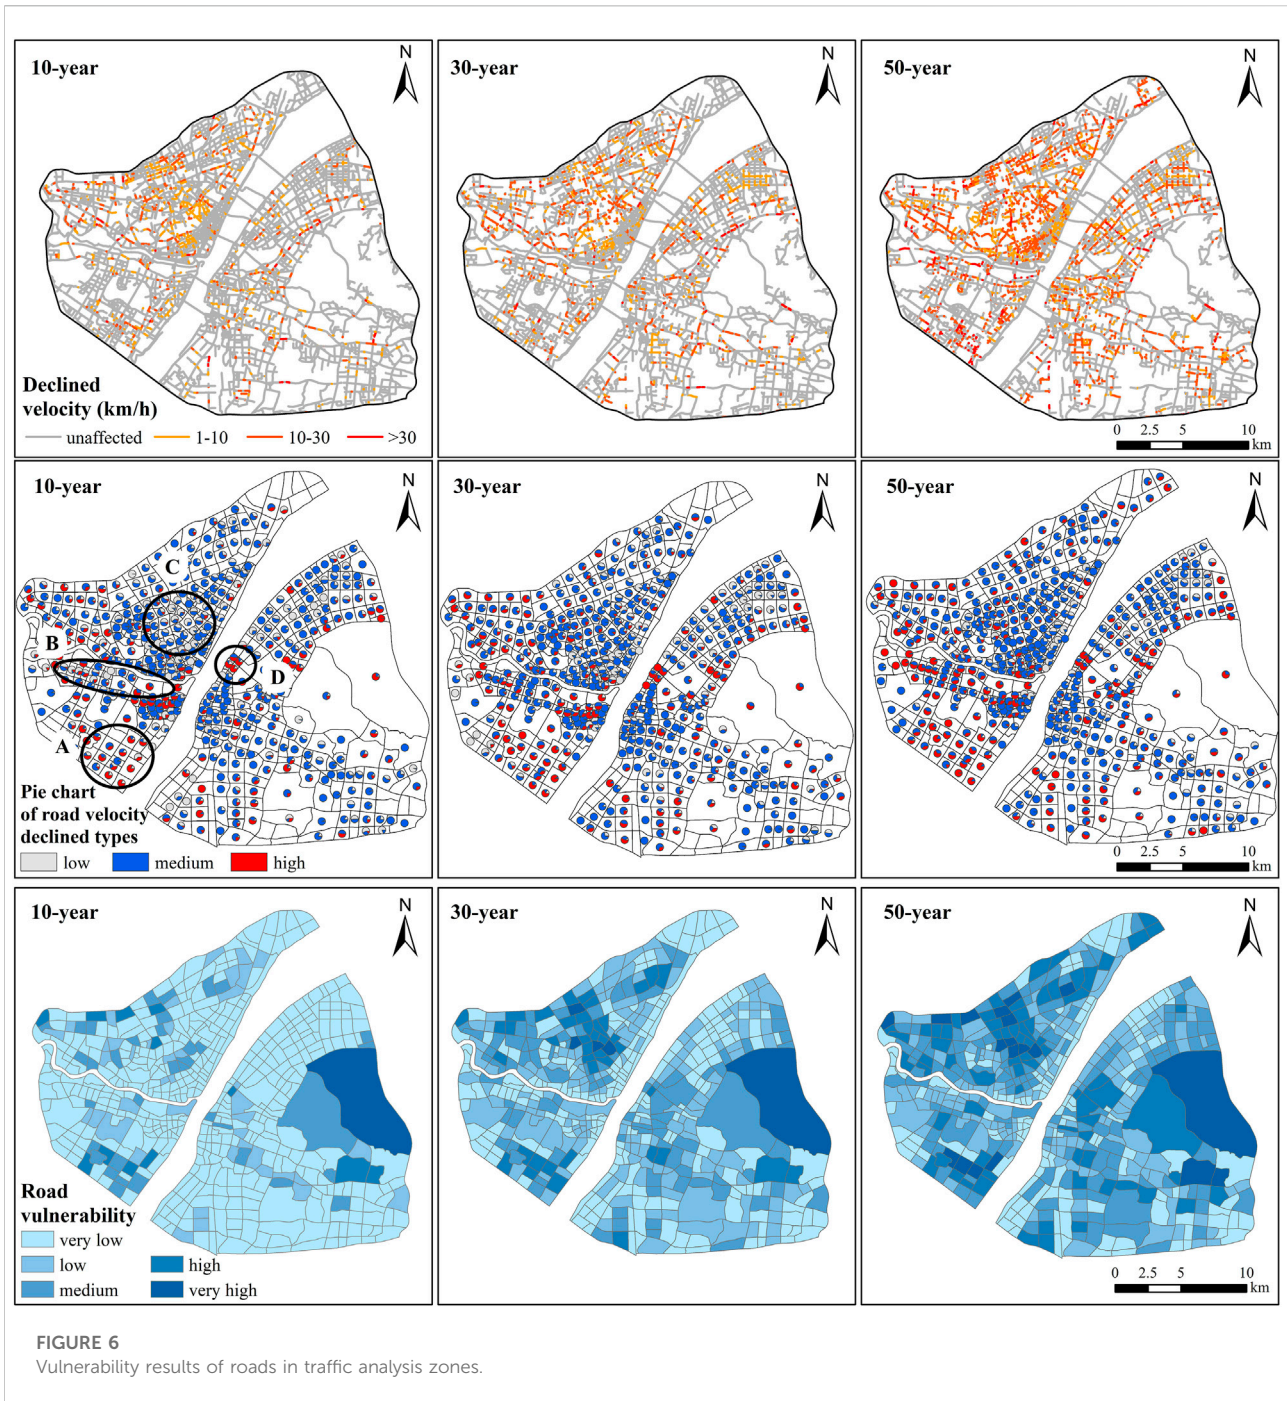 10-year
N
30-year
N
50-year
N
Declined
velocity (km/h)
unaffected 1-10 10-30 >30
0 2.5 5 10
km
10-year
N
30-year
N
50-year
N
C
B
D
A
Pie chart
of road velocity
declined types
low medium high
0 2.5 5 10
km
10-year
N
30-year
N
50-year
N
Road
vulnerability
very low
low high
medium very high
0 2.5 5 10
km
FIGURE 6
Vulnerability results of roads in traffic analysis zones.